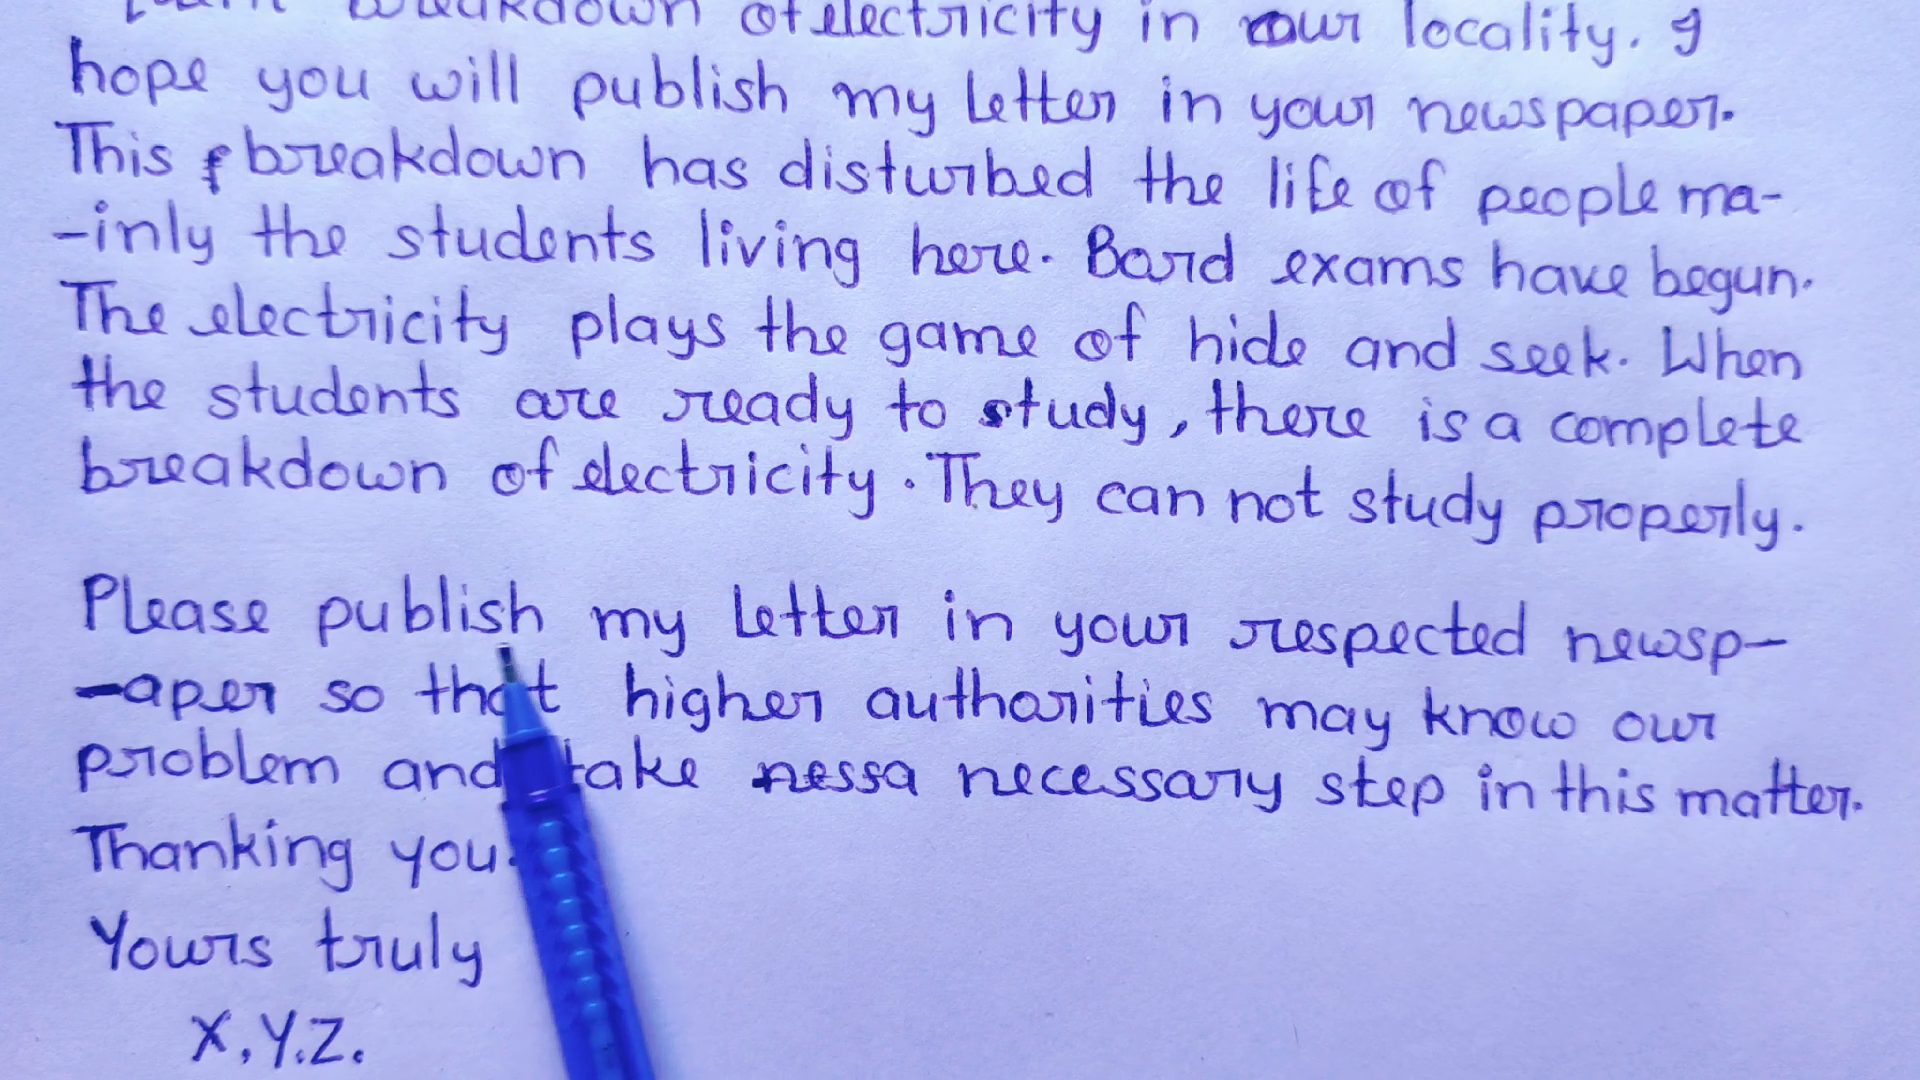 breakdown of electricity in our locality. I
hope you will publish my letter in your newspaper.
This breakdown has disturbed the life of people ma-
-inly the students living here. Board exams have begun.
The electricity plays the game of hide and seek. When
the students are ready to study, there is a complete
breakdown of electricity. They can not study properly.
Please publish my letter in your respected newsp-
-aper so that higher authorities may know our
problem and take nessa necessary step in this matter.
Thanking you.
Yours truly
X.Y.Z.